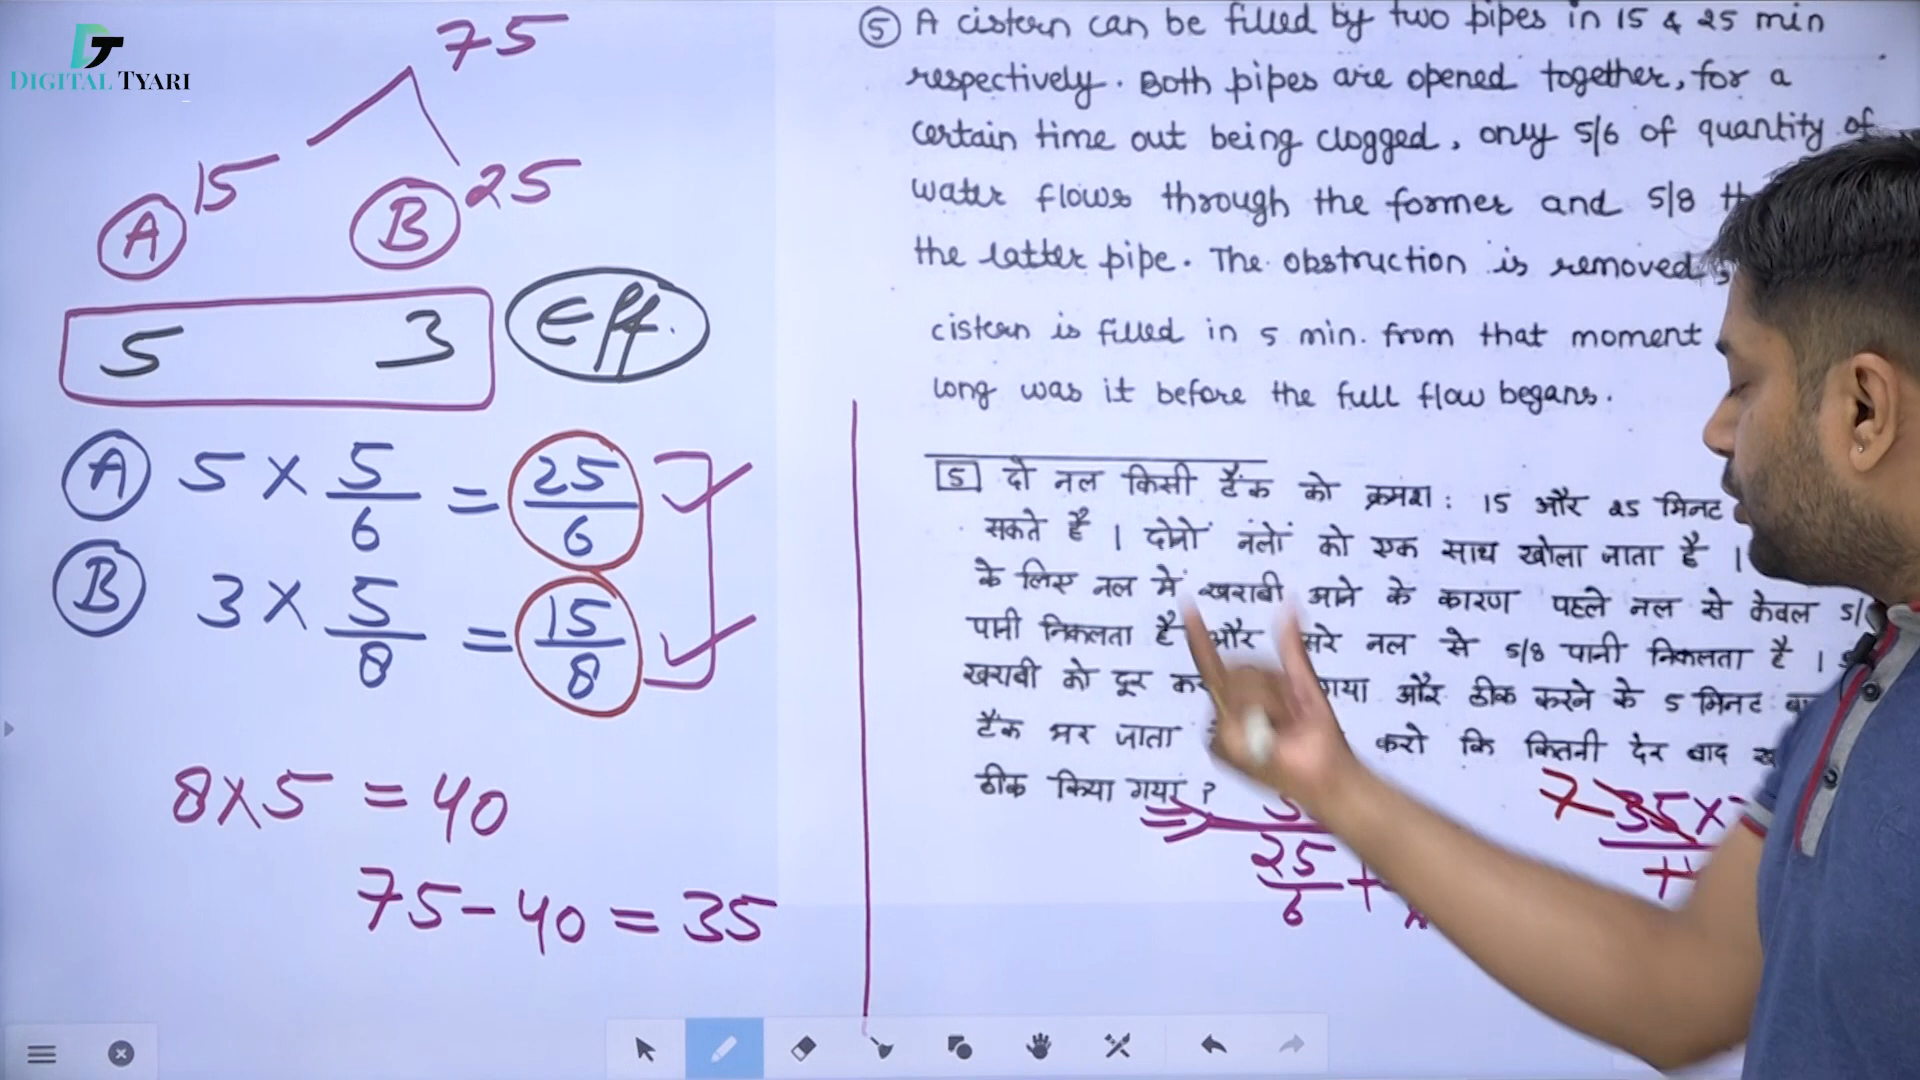 DIGITAL TYARI
75
A 15 B 25
5 3 Eff.
A 5 × 5/6 = 25/6
B 3 × 5/8 = 15/8
8×5 = 40
75-40 = 35
5 A cistern can be filled by two pipes in 15 & 25 min
respectively. Both pipes are opened together, for a
certain time out being clogged, only 5/6 of quantity of
water flows through the former and 5/8
the latter pipe. The obstruction is removed
cistern is filled in 5 min. from that moment
long was it before the full flow begans.
5 दो नल किसी टैंक को क्रमश: 15 और 25 मिनट
सकते है । दोनों नलों को एक साथ खोला जाता है ।
के लिए नल में खराबी आने के कारण पहले नल से केवल 5/
पानी निकलता है और सरे नल से 5/8 पानी निकलता है ।
खराबी को दूर कर गया और ठीक करने के 5 मिनट
टैंक भर जाता करो कि कितनी देर बाद
ठीक किया गया ?
25/6 +
7 35×